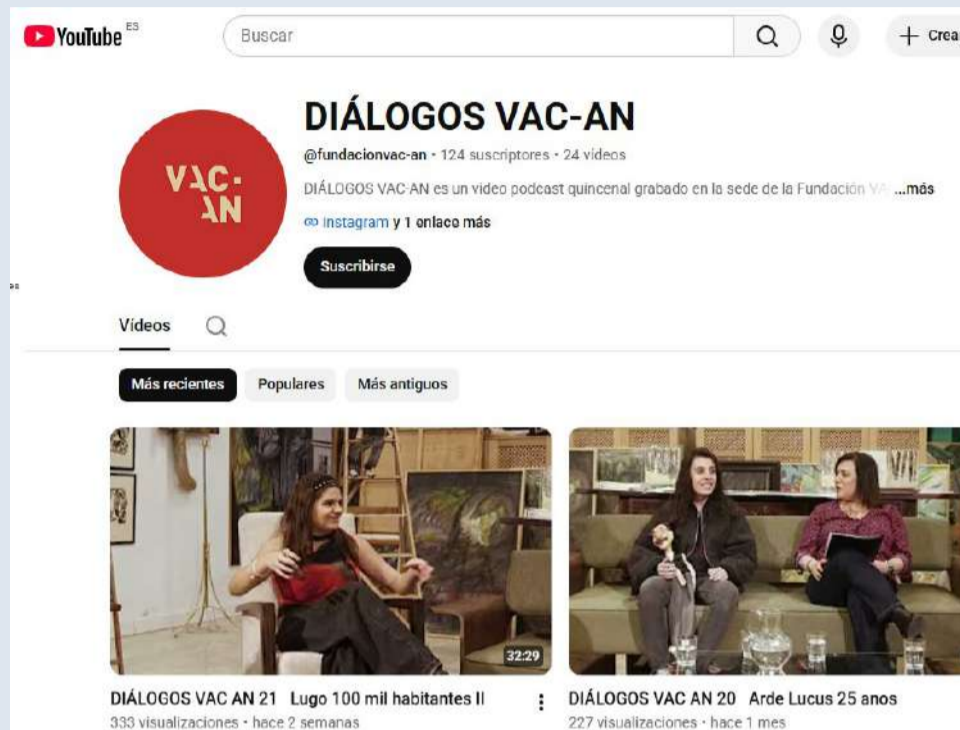 YouTube ES
Buscar
Crear
DIÁLOGOS VAC-AN
VAC-
AN
@fundacionvac-an • 124 suscriptores • 24 vídeos
DIÁLOGOS VAC-AN es un video podcast quincenal grabado en la sede de la Fundación ...más
Instagram y 1 enlace más
Suscribirse
Vídeos
Más recientes Populares Más antiguos
32:29
DIÁLOGOS VAC AN 21 Lugo 100 mil habitantes II
333 visualizaciones • hace 2 semanas
DIÁLOGOS VAC AN 20 Arde Lucus 25 anos
227 visualizaciones • hace 1 mes